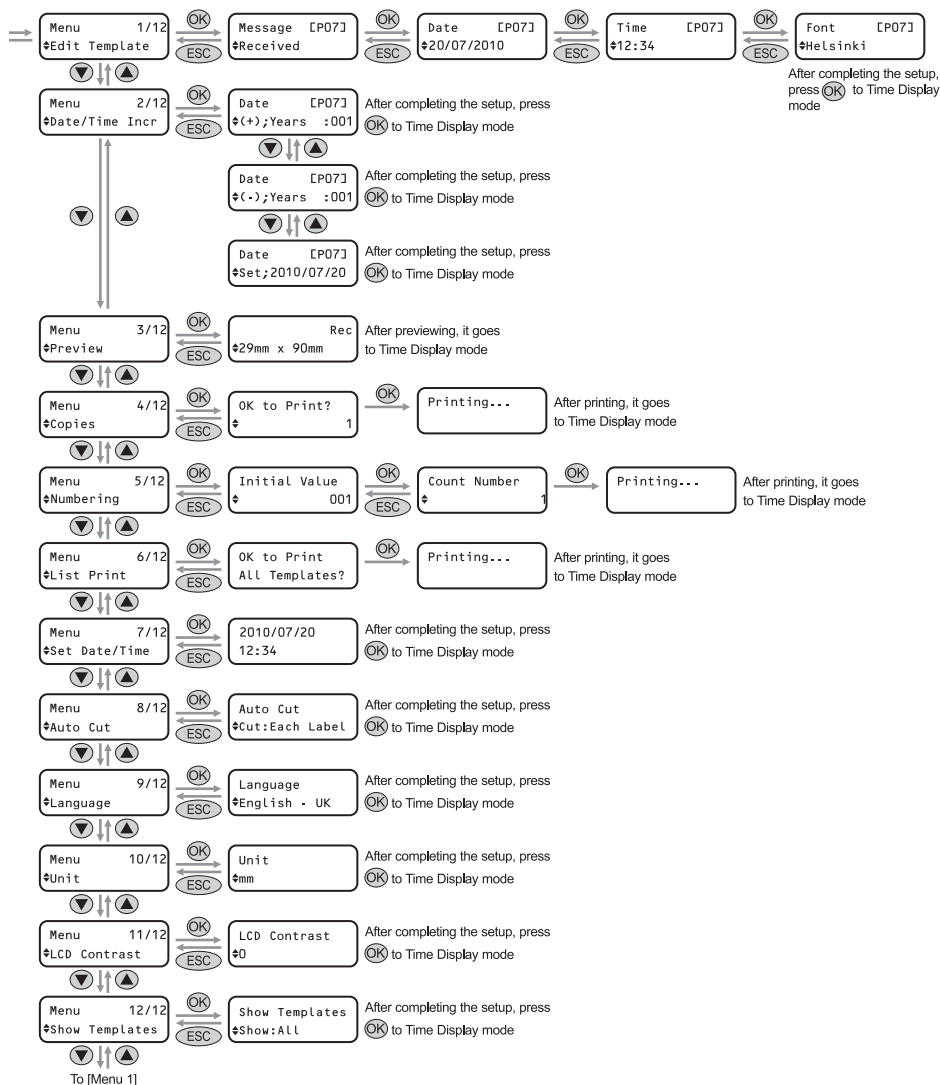 Menu 1/12
Edit Template
OK
ESC
Message [P07]
Received
OK
ESC
Date [P07]
20/07/2010
OK
ESC
Time [P07]
12:34
OK
ESC
Font [P07]
Helsinki
After completing the setup,
press OK to Time Display
mode
Menu 2/12
Date/Time Incr
OK
ESC
Date [P07]
(+);Years :001
After completing the setup, press
OK to Time Display mode
Date [P07]
(-);Years :001
After completing the setup, press
OK to Time Display mode
Date [P07]
Set;2010/07/20
After completing the setup, press
OK to Time Display mode
Menu 3/12
Preview
OK
ESC
Rec
29mm x 90mm
After previewing, it goes
to Time Display mode
Menu 4/12
Copies
OK
ESC
OK to Print?
1
OK
Printing...
After printing, it goes
to Time Display mode
Menu 5/12
Numbering
OK
ESC
Initial Value
001
OK
ESC
Count Number
1
OK
Printing...
After printing, it goes
to Time Display mode
Menu 6/12
List Print
OK
ESC
OK to Print
All Templates?
OK
Printing...
After printing, it goes
to Time Display mode
Menu 7/12
Set Date/Time
OK
ESC
2010/07/20
12:34
After completing the setup, press
OK to Time Display mode
Menu 8/12
Auto Cut
OK
ESC
Auto Cut
Cut:Each Label
After completing the setup, press
OK to Time Display mode
Menu 9/12
Language
OK
ESC
Language
English - UK
After completing the setup, press
OK to Time Display mode
Menu 10/12
Unit
OK
ESC
Unit
mm
After completing the setup, press
OK to Time Display mode
Menu 11/12
LCD Contrast
OK
ESC
LCD Contrast
0
After completing the setup, press
OK to Time Display mode
Menu 12/12
Show Templates
OK
ESC
Show Templates
Show:All
After completing the setup, press
OK to Time Display mode
To [Menu 1]